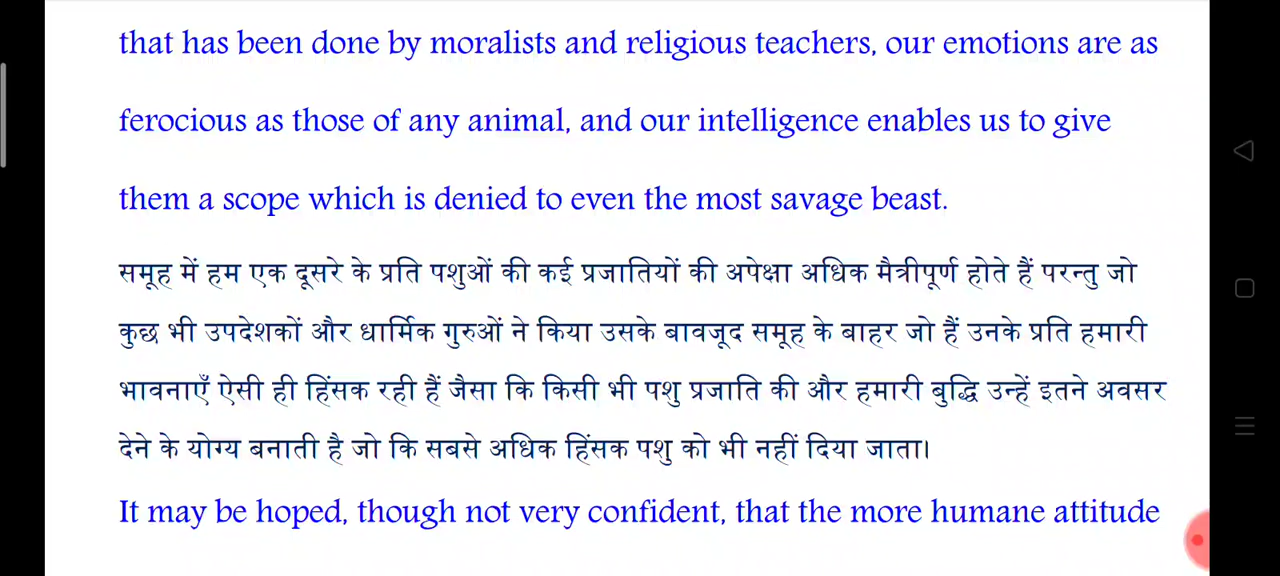 that has been done by moralists and religious teachers, our emotions are as
ferocious as those of any animal, and our intelligence enables us to give
them a scope which is denied to even the most savage beast.
समूह में हम एक दूसरे के प्रति पशुओं की कई प्रजातियों की अपेक्षा अधिक मैत्रीपूर्ण होते हैं परन्तु जो
कुछ भी उपदेशकों और धार्मिक गुरुओं ने किया उसके बावजूद समूह के बाहर जो हैं उनके प्रति हमारी
भावनाएँ ऐसी ही हिंसक रही हैं जैसा कि किसी भी पशु प्रजाति की और हमारी बुद्धि उन्हें इतने अवसर
देने के योग्य बनाती है जो कि सबसे अधिक हिंसक पशु को भी नहीं दिया जाता।
It may be hoped, though not very confident, that the more humane attitude